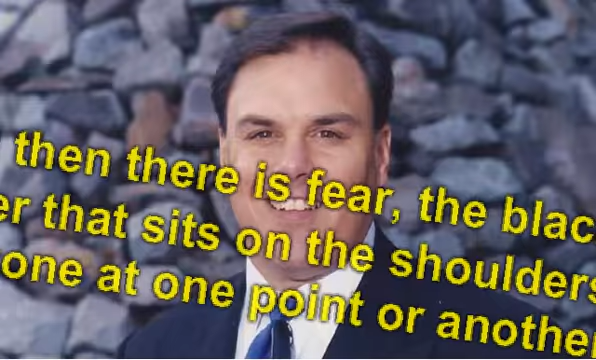 then there is fear, the blac
er that sits on the shoulders
one at one point or another